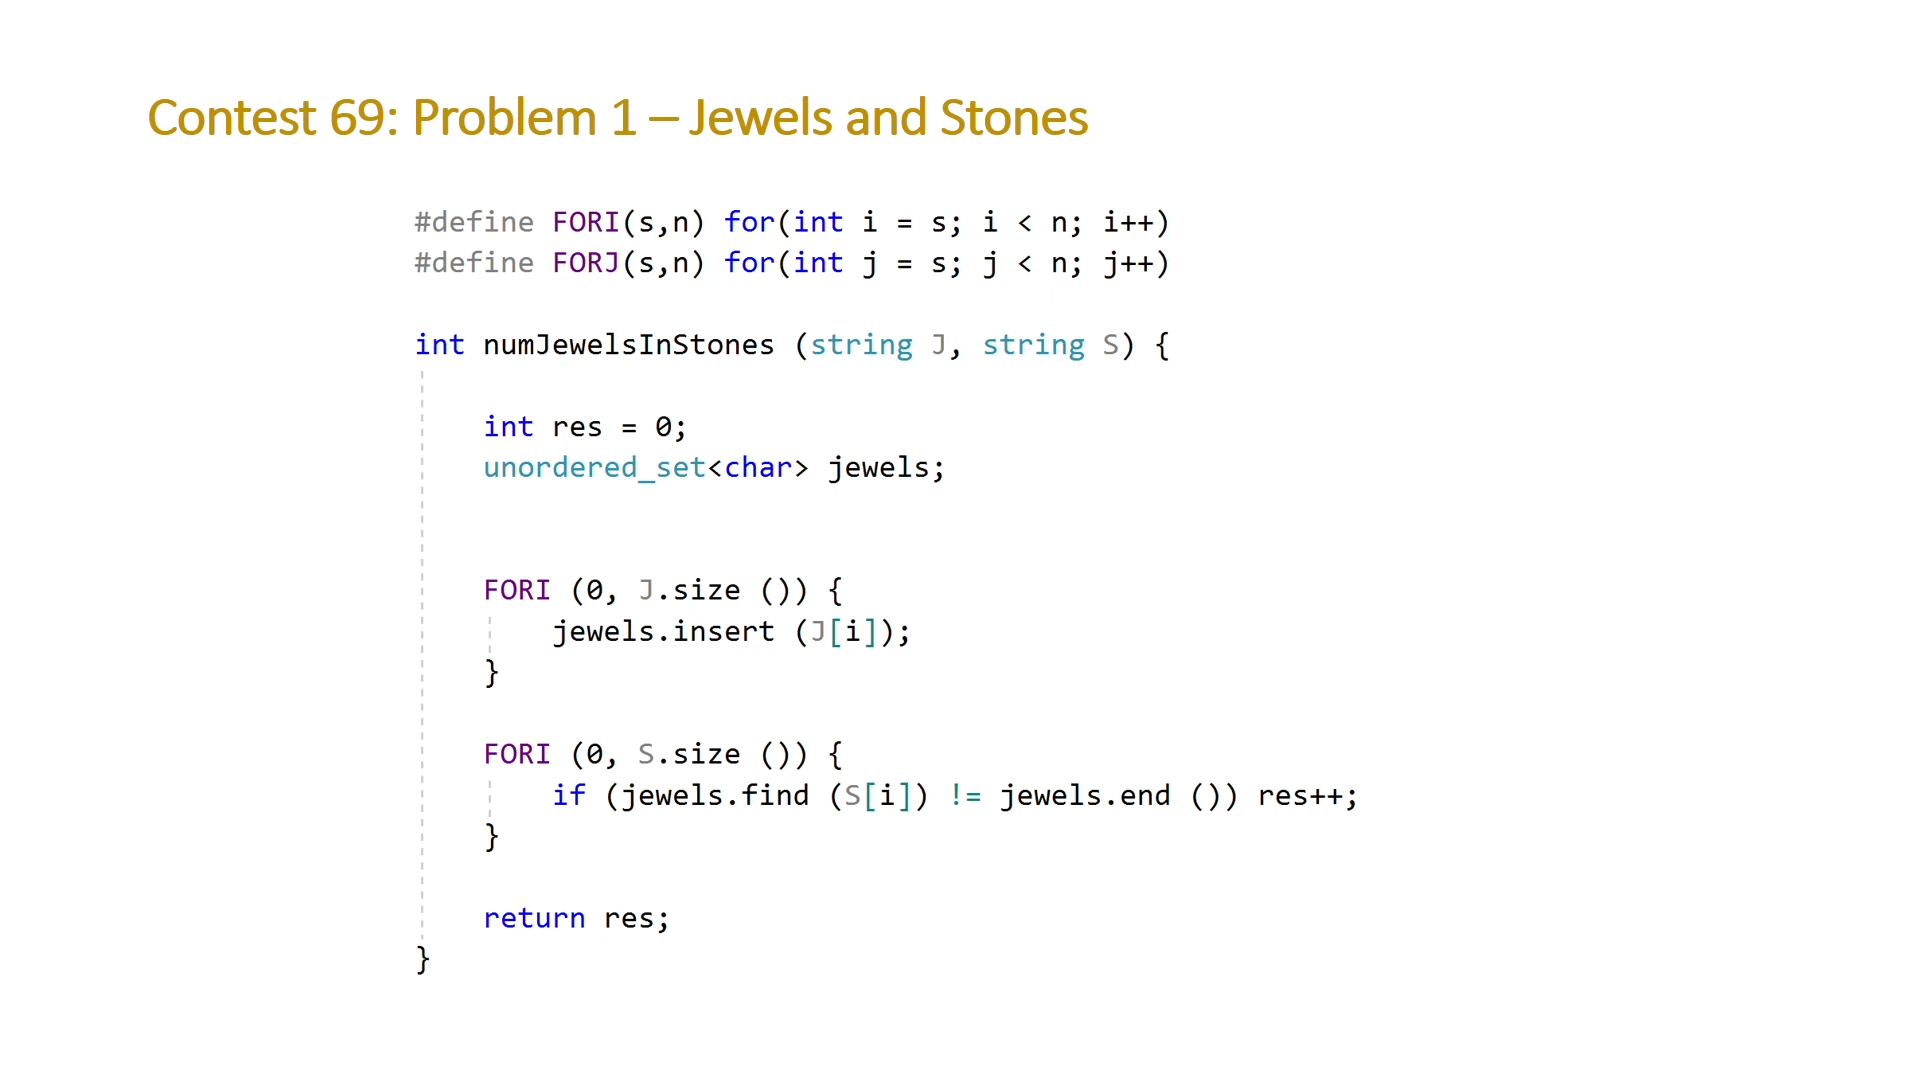 Contest 69: Problem 1 – Jewels and Stones
#define FORI(s,n) for(int i = s; i < n; i++)
#define FORJ(s,n) for(int j = s; j < n; j++)
int numJewelsInStones (string J, string S) {
int res = 0;
unordered_set<char> jewels;
FORI (0, J.size ()) {
jewels.insert (J[i]);
}
FORI (0, S.size ()) {
if (jewels.find (S[i]) != jewels.end ()) res++;
}
return res;
}